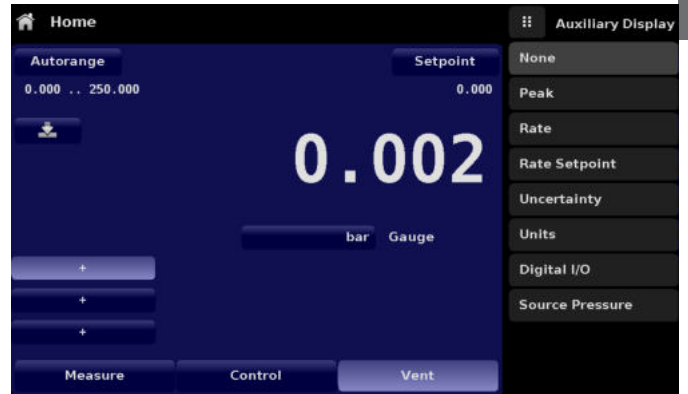 Home
Auxiliary Display
Autorange
Setpoint
0.000 .. 250.000
0.000
0.002
bar Gauge
+
+
+
Measure
Control
Vent
None
Peak
Rate
Rate Setpoint
Uncertainty
Units
Digital I/O
Source Pressure